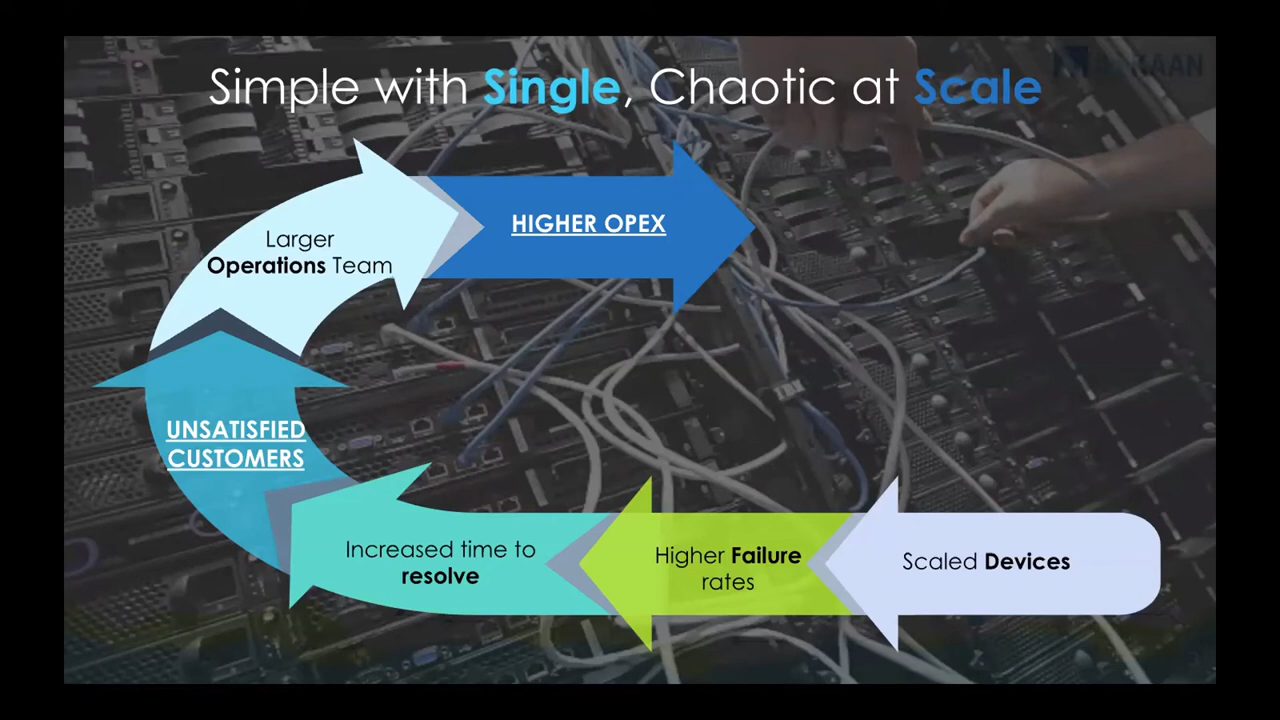 Simple with Single, Chaotic at Scale
HIGHER OPEX
Larger
Operations Team
UNSATISFIED
CUSTOMERS
Increased time to
resolve
Higher Failure
rates
Scaled Devices